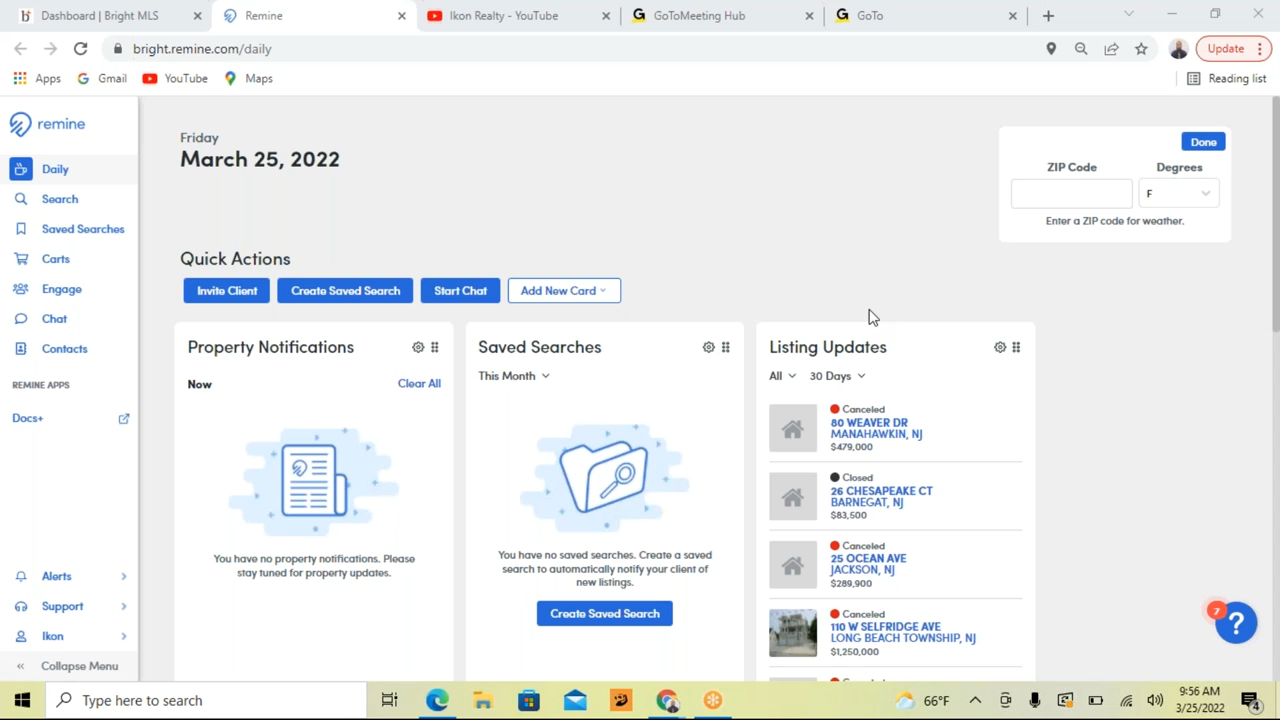 Dashboard | Bright MLS
Remine
Ikon Realty - YouTube
GoToMeeting Hub
GoTo
bright.remine.com/daily
Update
Apps
Gmail
YouTube
Maps
Reading list
remine
Daily
Search
Saved Searches
Carts
Engage
Chat
Contacts
REMINE APPS
Docs+
Alerts
Support
Ikon
Collapse Menu
Friday
March 25, 2022
Done
ZIP Code
Degrees
F
Enter a ZIP code for weather.
Quick Actions
Invite Client
Create Saved Search
Start Chat
Add New Card
Property Notifications
Now
Clear All
You have no property notifications. Please
stay tuned for property updates.
Saved Searches
This Month
You have no saved searches. Create a saved
search to automatically notify your client of
new listings.
Create Saved Search
Listing Updates
All
30 Days
Canceled
80 WEAVER DR
MANAHAWKIN, NJ
$479,000
Closed
26 CHESAPEAKE CT
BARNEGAT, NJ
$83,500
Canceled
25 OCEAN AVE
JACKSON, NJ
$289,900
Canceled
110 W SELFRIDGE AVE
LONG BEACH TOWNSHIP, NJ
$1,250,000
7
?
Type here to search
66°F
9:56 AM
3/25/2022
4